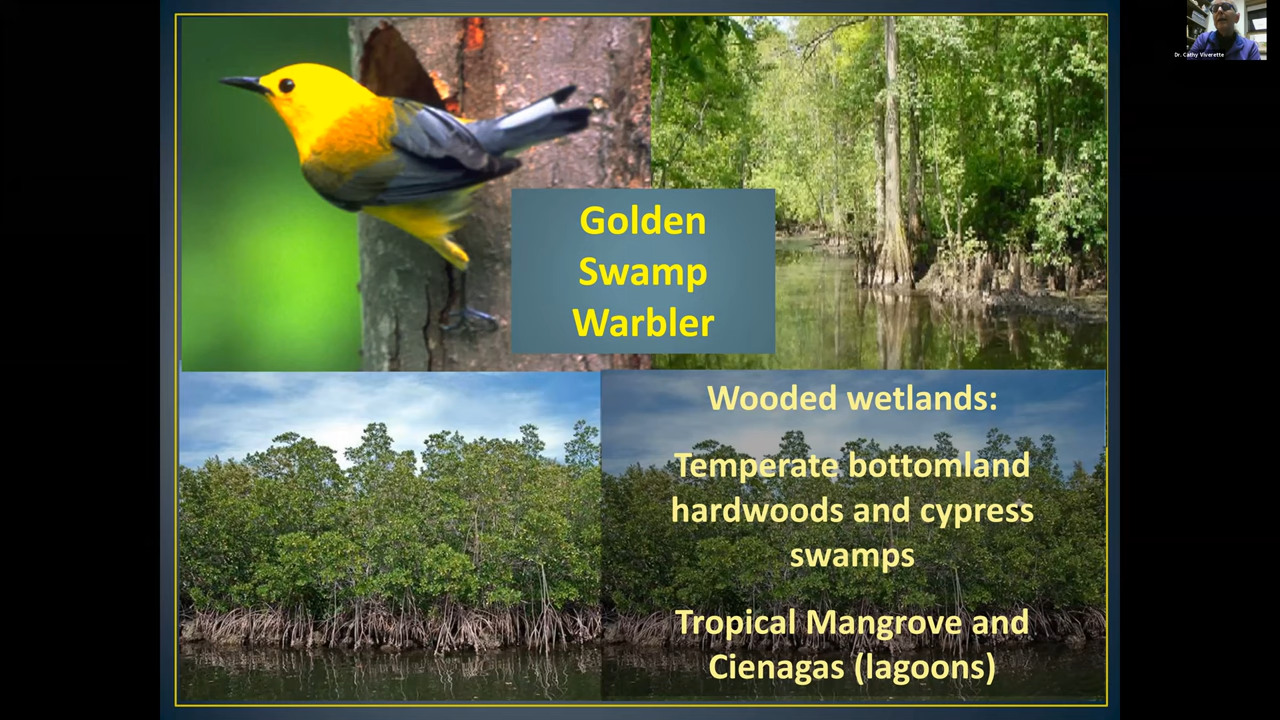 Dr. Cathy Viverette
Golden
Swamp
Warbler
Wooded wetlands:
Temperate bottomland
hardwoods and cypress
swamps
Tropical Mangrove and
Cienagas (lagoons)